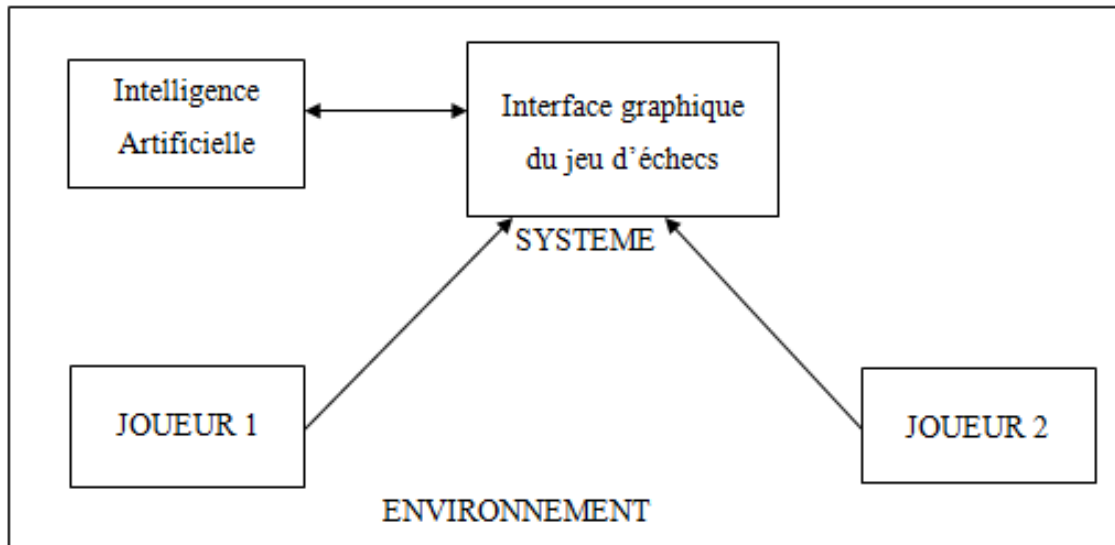 Intelligence
Artificielle
Interface graphique
du jeu d’échecs
SYSTEME
JOUEUR 1
JOUEUR 2
ENVIRONNEMENT